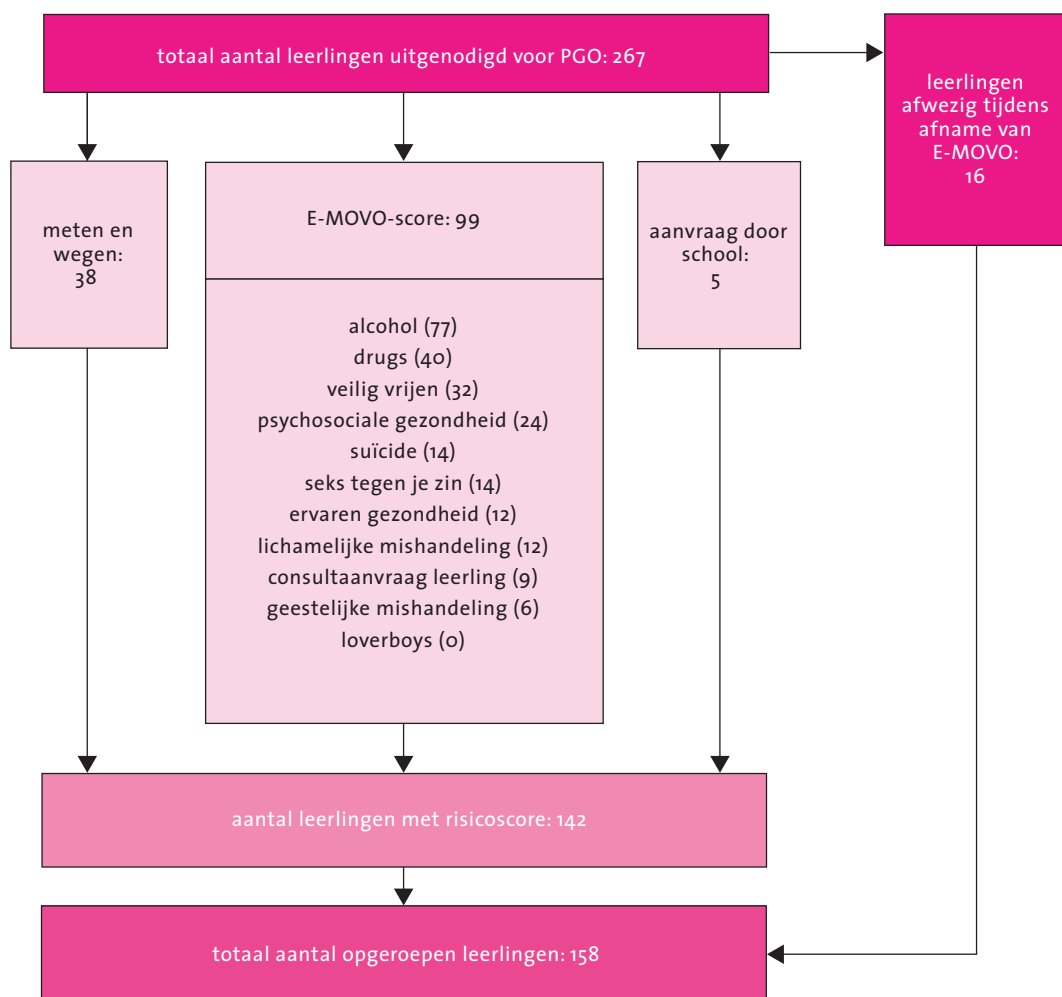 totaal aantal leerlingen uitgenodigd voor PGO: 267
leerlingen
afwezig tijdens
afname van
E-MOVO:
16
meten en
wegen:
38
E-MOVO-score: 99
alcohol (77)
drugs (40)
veilig vrijen (32)
psychosociale gezondheid (24)
suïcide (14)
seks tegen je zin (14)
ervaren gezondheid (12)
lichamelijke mishandeling (12)
consultaanvraag leerling (9)
geestelijke mishandeling (6)
loverboys (0)
aanvraag door
school:
5
aantal leerlingen met risicoscore: 142
totaal aantal opgeroepen leerlingen: 158